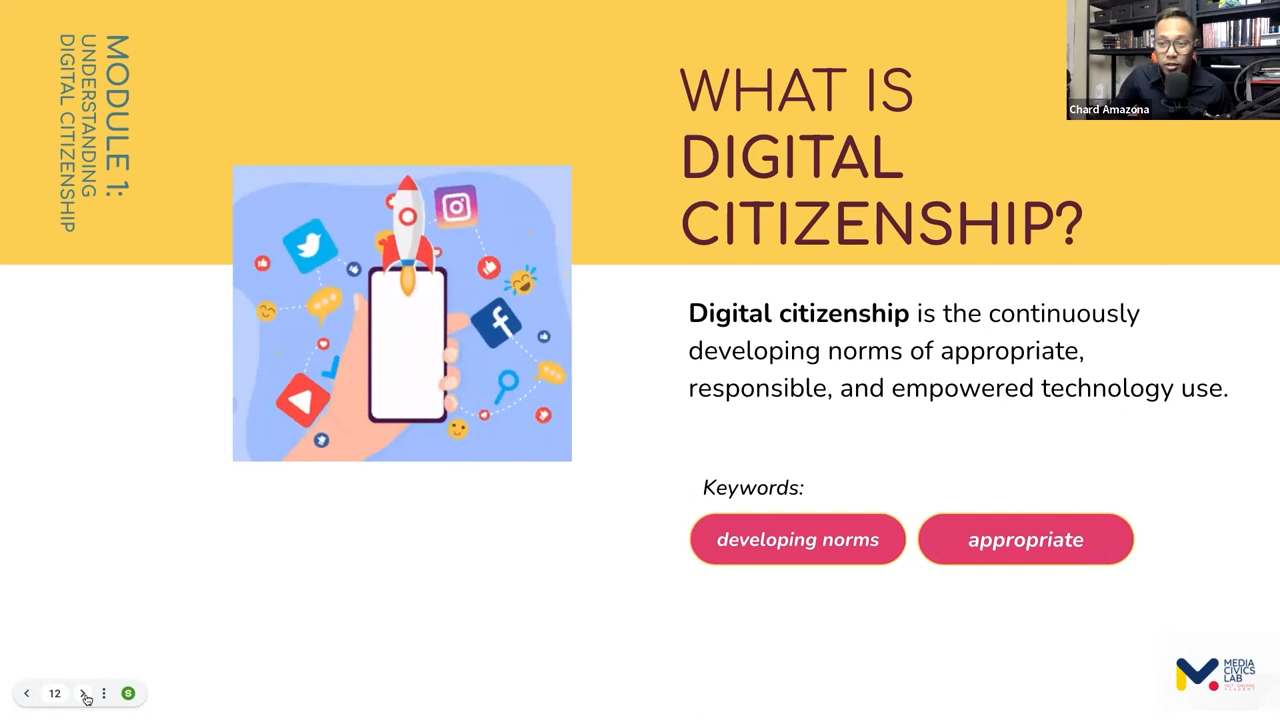 MODULE 1:
UNDERSTANDING
DIGITAL CITIZENSHIP
WHAT IS
DIGITAL
CITIZENSHIP?
Chard Amazona
Digital citizenship is the continuously
developing norms of appropriate,
responsible, and empowered technology use.
Keywords:
developing norms
appropriate
12
S
MEDIA
CIVICS
LAB